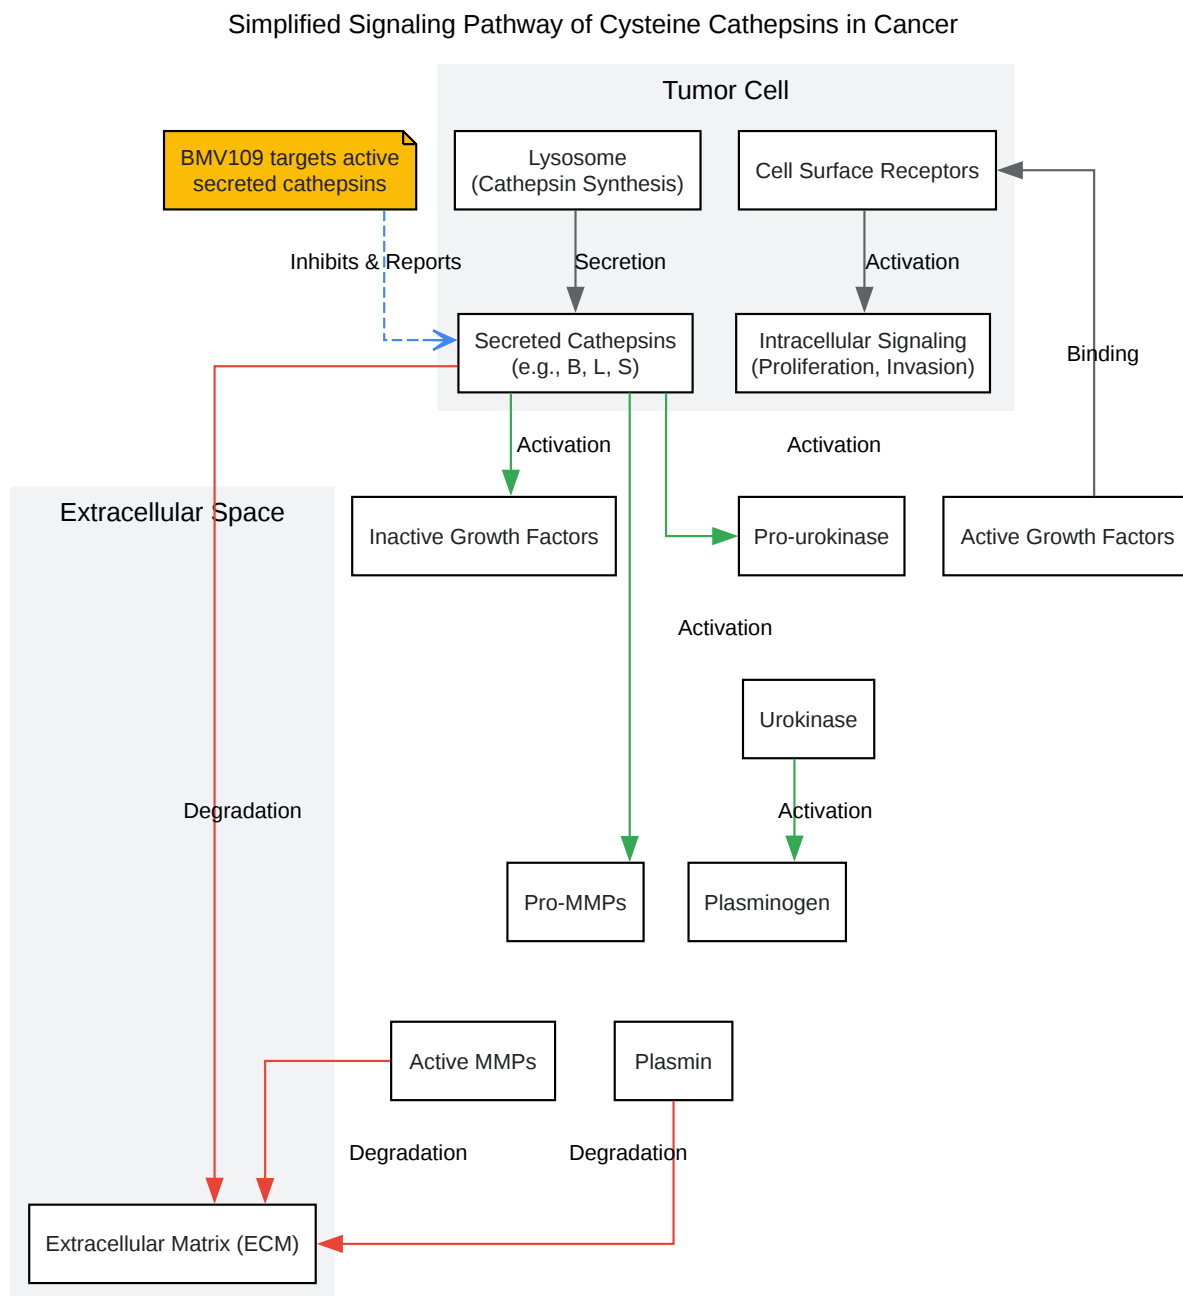 Simplified Signaling Pathway of Cysteine Cathepsins in Cancer
Tumor Cell
BMV109 targets active
secreted cathepsins
Lysosome
(Cathepsin Synthesis)
Cell Surface Receptors
Inhibits & Reports
Secretion
Activation
Secreted Cathepsins
(e.g., B, L, S)
Intracellular Signaling
(Proliferation, Invasion)
Binding
Activation
Activation
Extracellular Space
Inactive Growth Factors
Pro-urokinase
Active Growth Factors
Activation
Urokinase
Degradation
Activation
Pro-MMPs
Plasminogen
Active MMPs
Plasmin
Degradation
Degradation
Extracellular Matrix (ECM)